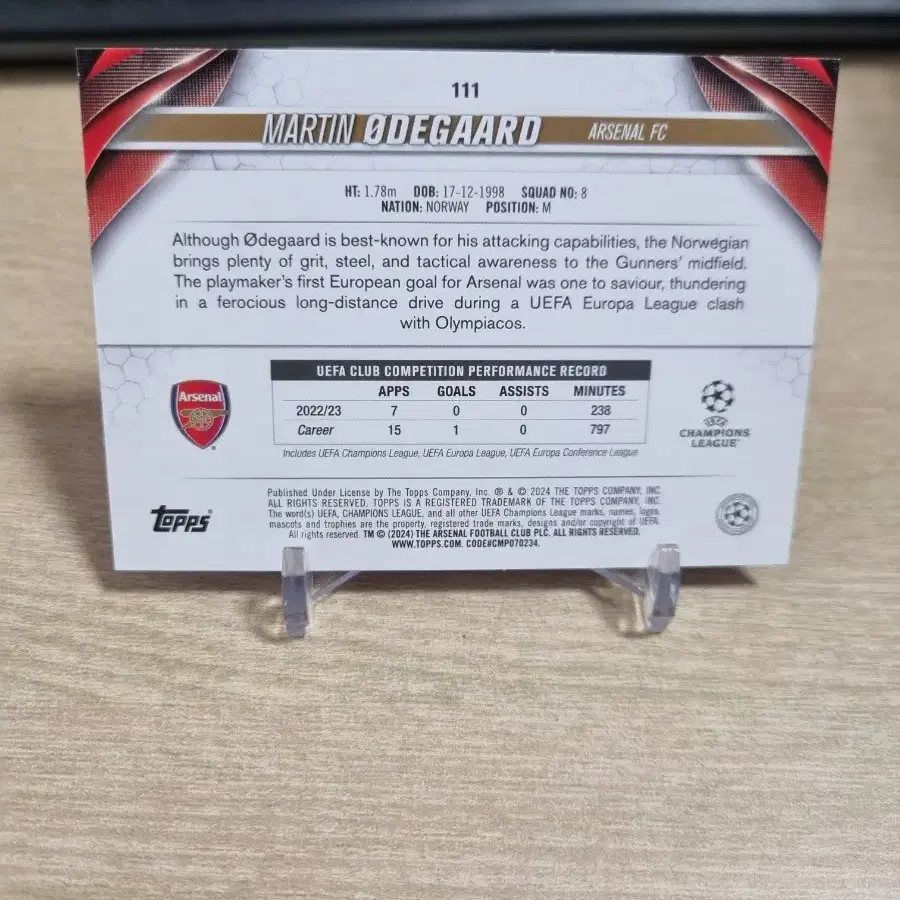 111
MARTIN ØDEGAARD ARSENAL FC
HT: 1.78m DOB: 17-12-1998 SQUAD NO: 8
NATION: NORWAY POSITION: M
Although Ødegaard is best-known for his attacking capabilities, the Norwegian
brings plenty of grit, steel, and tactical awareness to the Gunners' midfield.
The playmaker's first European goal for Arsenal was one to saviour, thundering
in a ferocious long-distance drive during a UEFA Europa League clash
with Olympiacos.
UEFA CLUB COMPETITION PERFORMANCE RECORD
APPS GOALS ASSISTS MINUTES
2022/23 7 0 0 238
Career 15 1 0 797
Includes UEFA Champions League, UEFA Europa League, UEFA Europa Conference League
Arsenal
UEFA
CHAMPIONS
LEAGUE
Topps
Published Under License by The Topps Company, Inc. ® & © 2024 THE TOPPS COMPANY, INC.
ALL RIGHTS RESERVED. TOPPS IS A REGISTERED TRADEMARK OF THE TOPPS COMPANY, INC.
The word(s) UEFA, CHAMPIONS LEAGUE, and all other UEFA Champions League marks, names, logos,
mascots and trophies are the property, registered trade marks, designs and/or copyright of UEFA.
All rights reserved. TM © (2024) THE ARSENAL FOOTBALL CLUB PLC. ALL RIGHTS RESERVED.
WWW.TOPPS.COM. CODE#CMP070234.